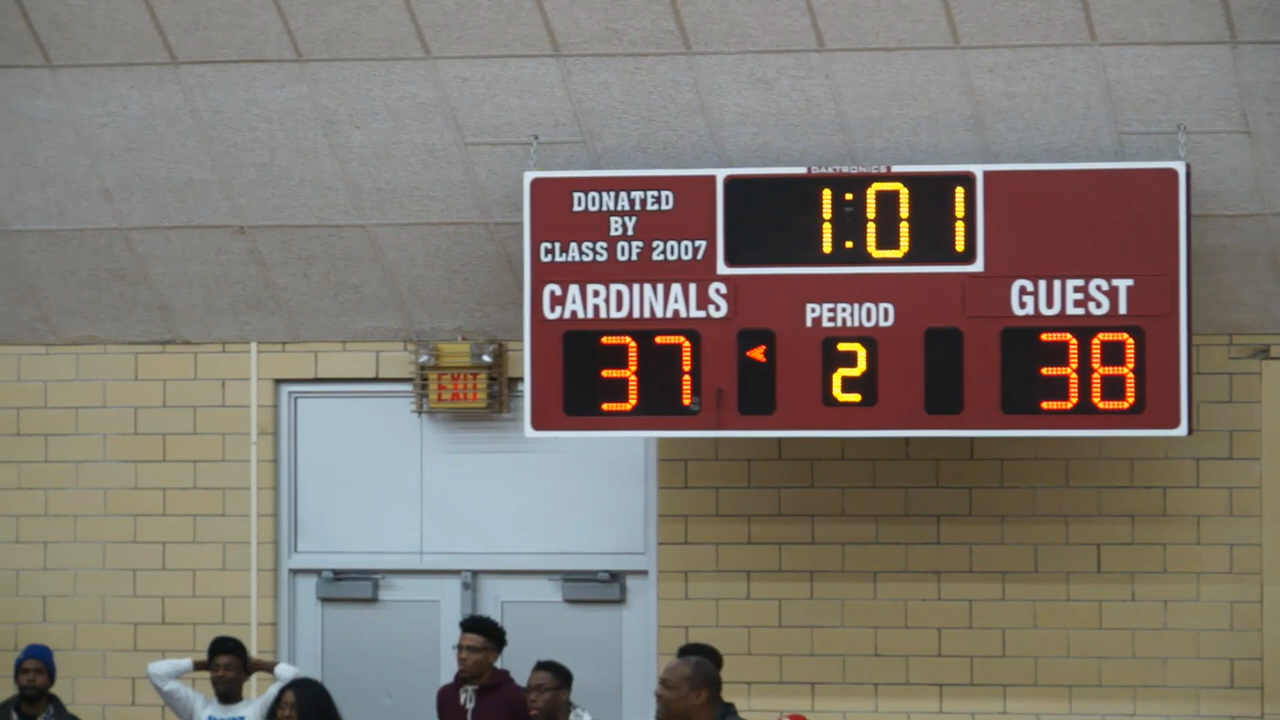 DAKTRONICS
DONATED
BY
CLASS OF 2007
1:01
CARDINALS
PERIOD
GUEST
37
2
38
EXIT